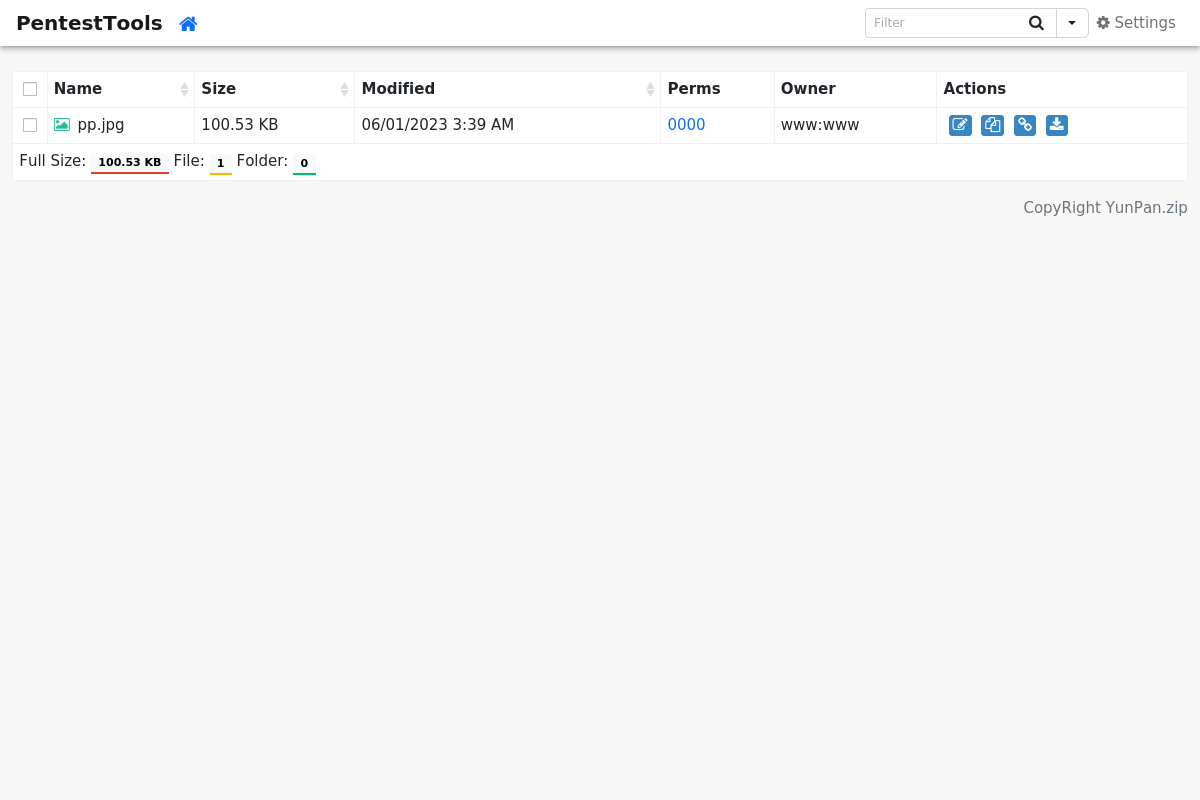 PentestTools Filter Settings
Name Size Modified Perms Owner Actions
pp.jpg 100.53 KB 06/01/2023 3:39 AM 0000 www:www
Full Size: 100.53 KB File: 1 Folder: 0
CopyRight YunPan.zip